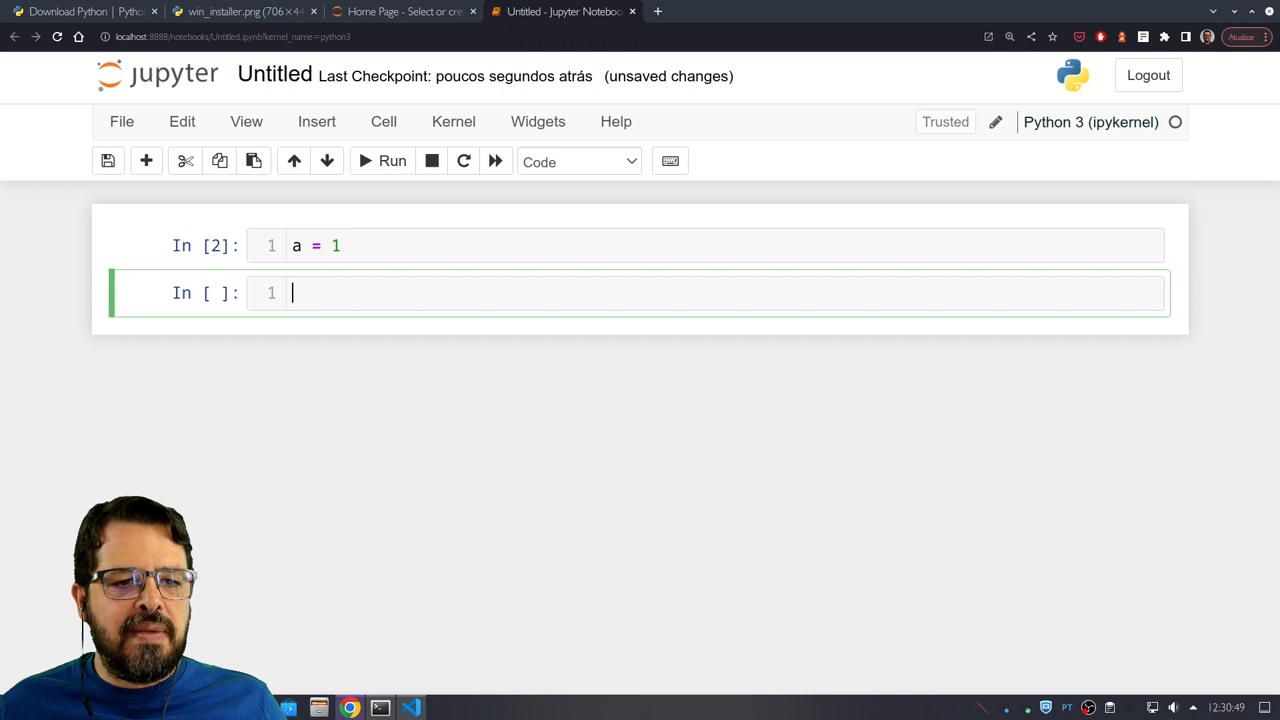 Download Python | Pytho
win_installer.png (706×44
Home Page - Select or cre
Untitled - Jupyter Noteboo
localhost:8888/notebooks/Untitled.ipynb?kernel_name=python3
Atualizar
jupyter Untitled Last Checkpoint: poucos segundos atrás (unsaved changes)
Logout
File Edit View Insert Cell Kernel Widgets Help
Trusted
Python 3 (ipykernel)
Run
Code
In [2]: 1 a = 1
In [ ]: 1
PT
12:30:49